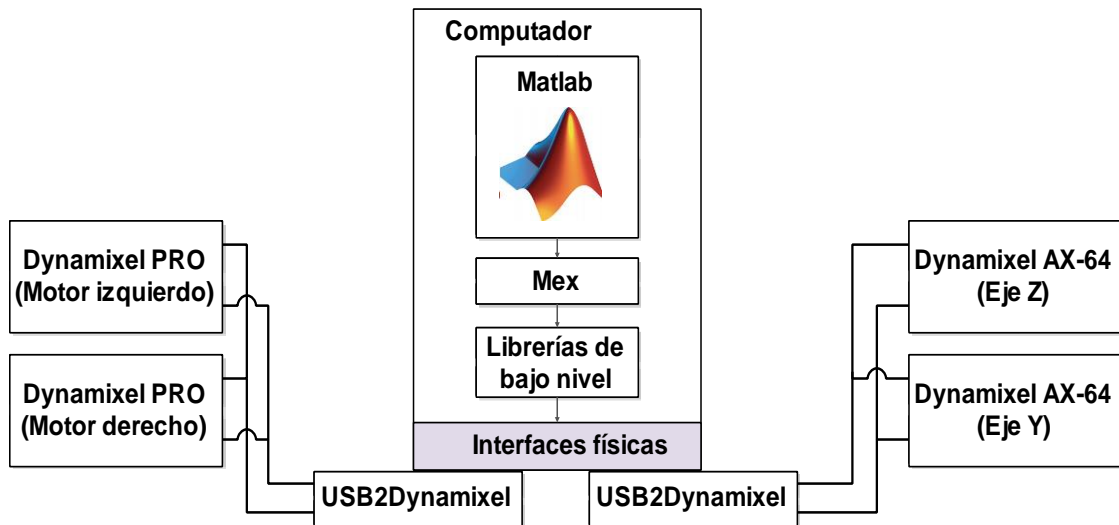 Computador
Matlab
Mex
Librerías de
bajo nivel
Interfaces físicas
Dynamixel PRO
(Motor izquierdo)
Dynamixel PRO
(Motor derecho)
USB2Dynamixel
USB2Dynamixel
Dynamixel AX-64
(Eje Z)
Dynamixel AX-64
(Eje Y)